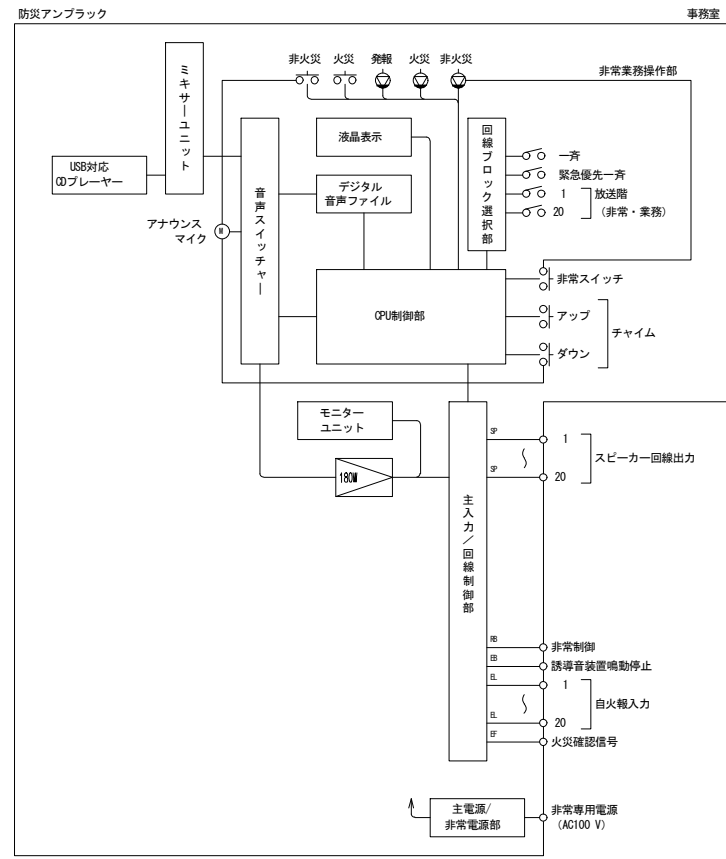 防災アンプラック
事務室
非火災 火災 発報 火災 非火災
非常業務操作部
ミキサーユニット
USB対応
CDプレーヤー
アナウンス
マイク
M
音声スイッチャー
液晶表示
デジタル
音声ファイル
回線ブロック選択部
一斉
緊急優先一斉
1 放送階
20 (非常・業務)
CPU制御部
非常スイッチ
アップ
チャイム
ダウン
モニター
ユニット
180W
主入力/回線制御部
SP 1
スピーカー回線出力
SP 20
RB 非常制御
EB 誘導音装置鳴動停止
EL 1
自火報入力
EL 20
EF 火災確認信号
主電源/
非常電源部
非常専用電源
(AC100 V)